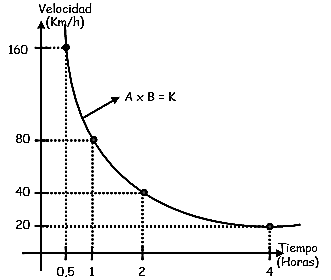 Velocidad
(Km/h)
160
A x B = K
80
40
20
Tiempo
(Horas)
0,5 1 2 4